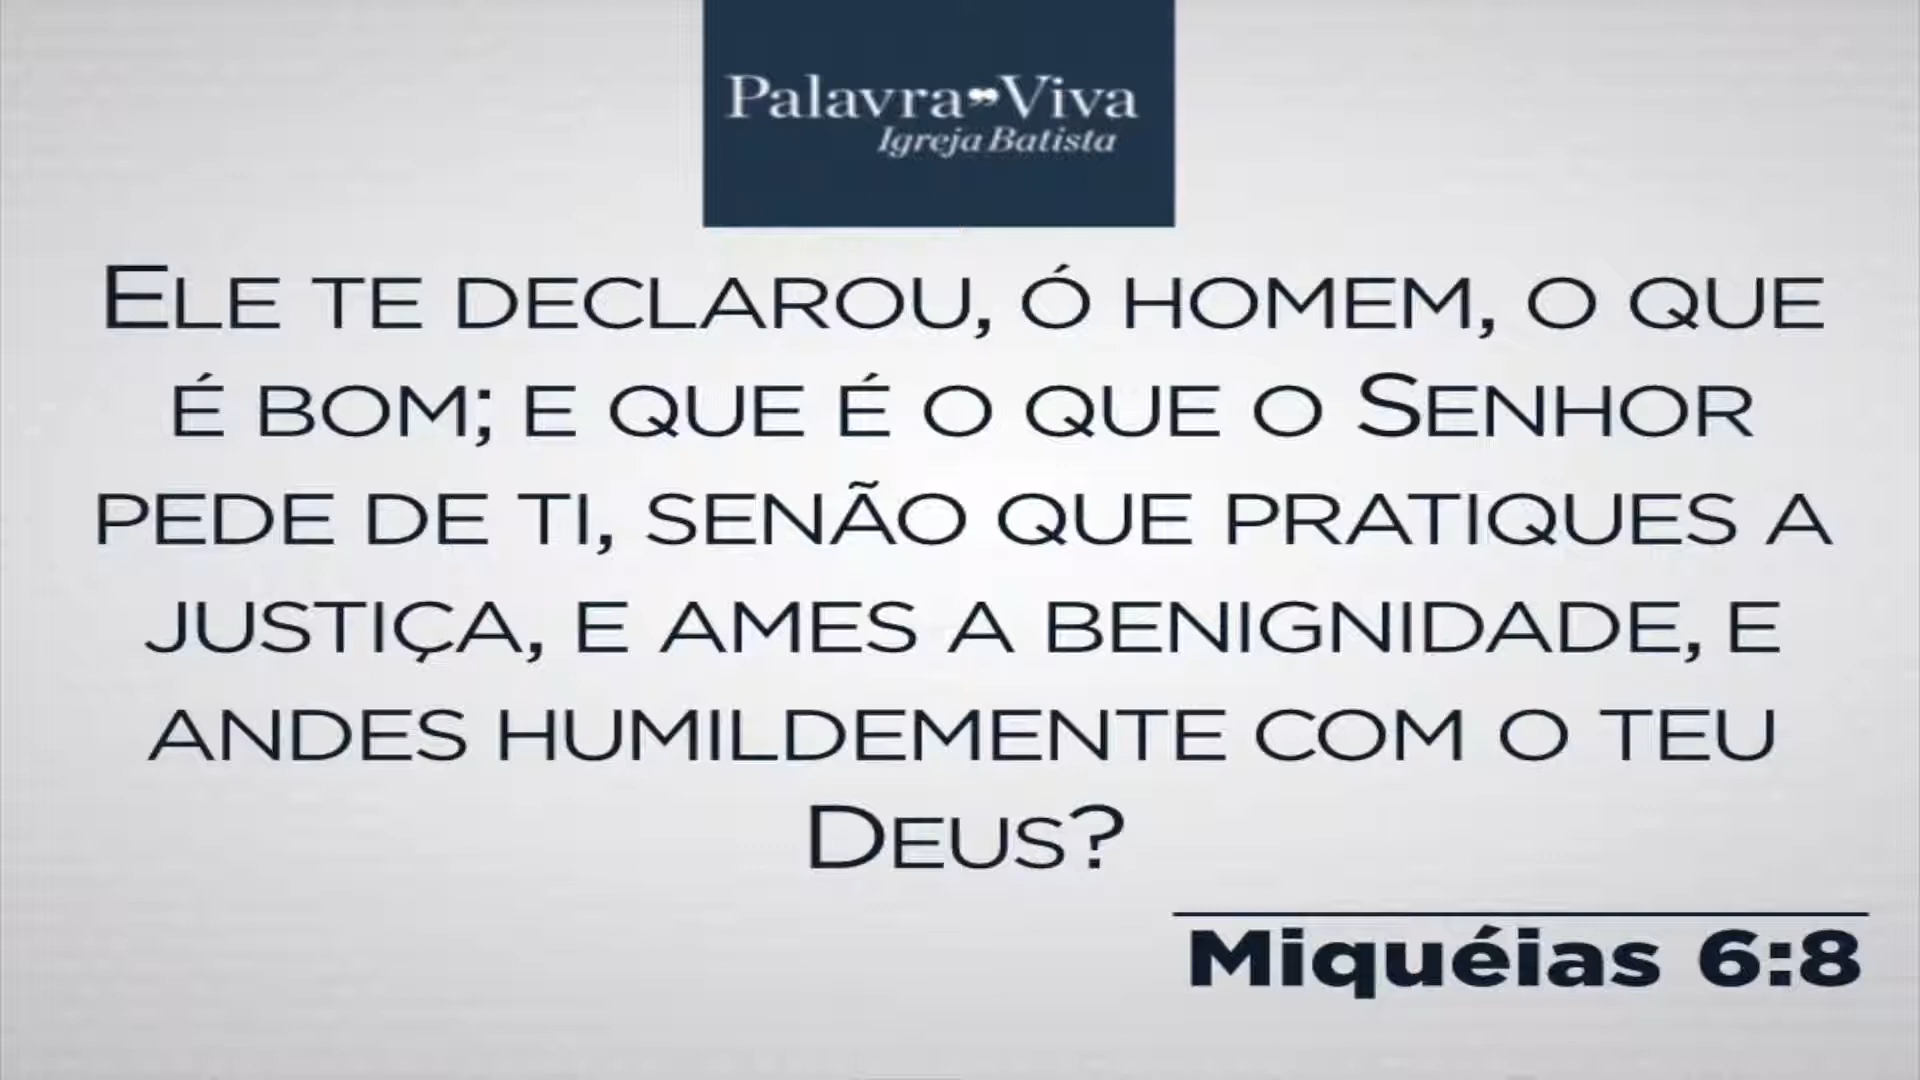 Palavra❞Viva
Igreja Batista
Ele te declarou, ó homem, o que
é bom; e que é o que o Senhor
pede de ti, senão que pratiques a
justiça, e ames a benignidade, e
andes humildemente com o teu
Deus?
Miquéias 6:8